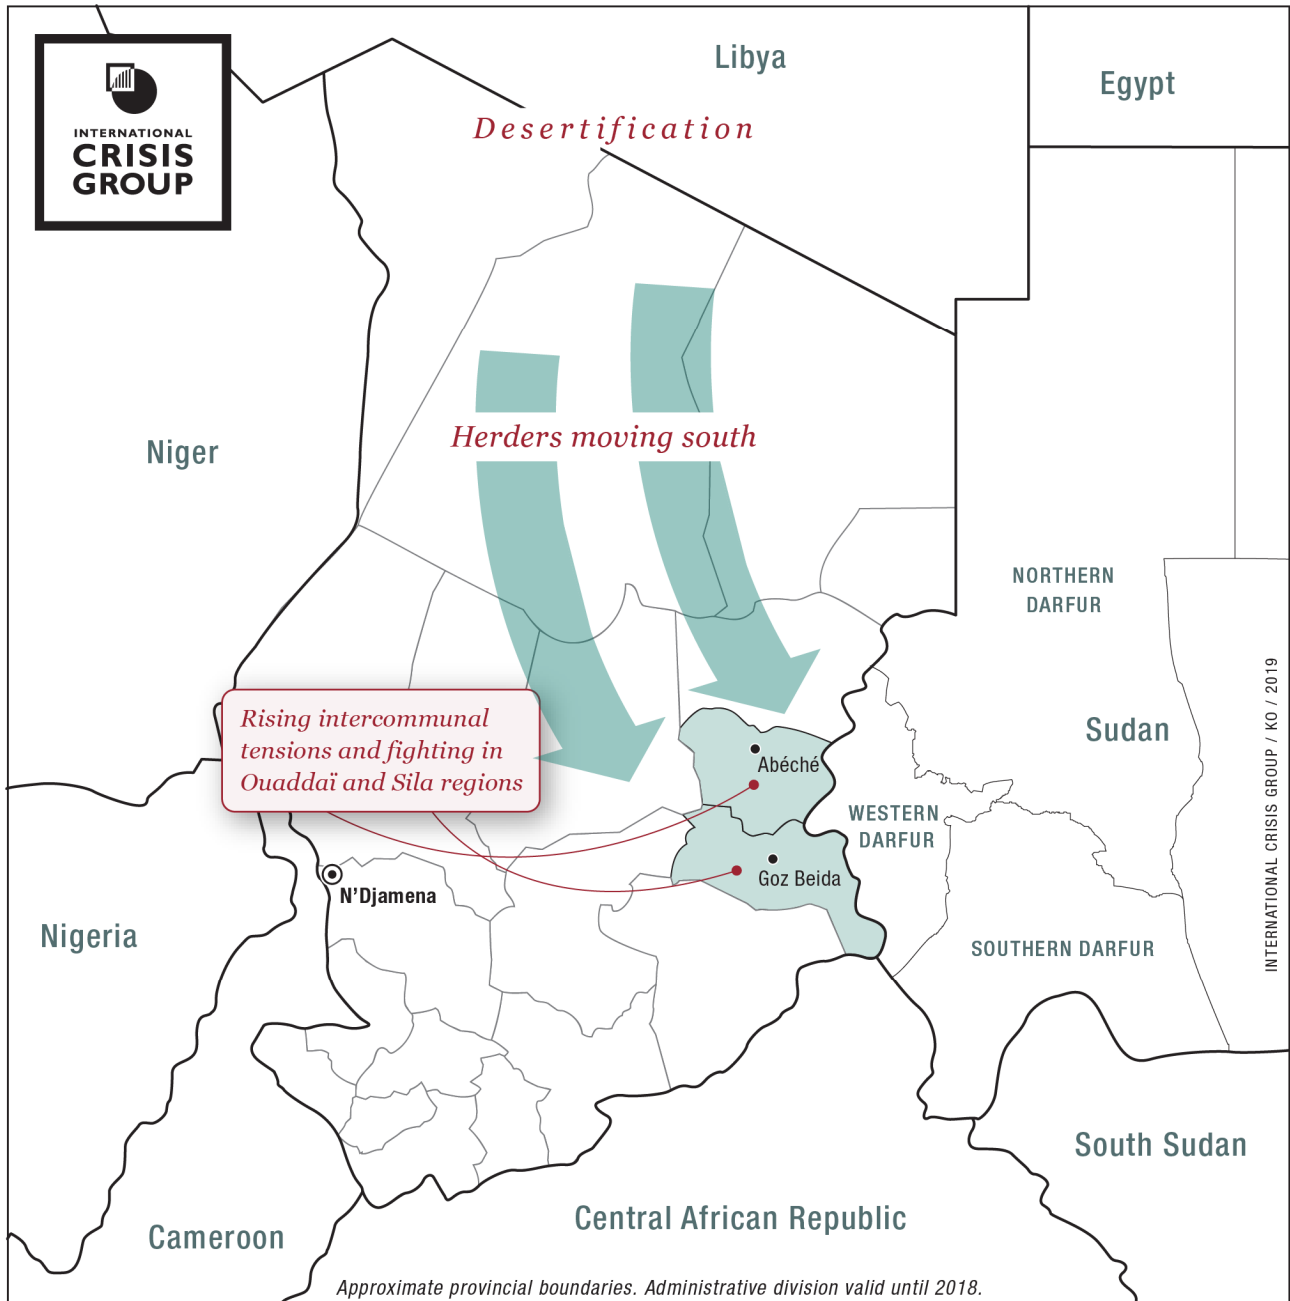 INTERNATIONAL
CRISIS
GROUP
Libya
Egypt
Desertification
Niger
Herders moving south
NORTHERN
DARFUR
Sudan
Rising intercommunal
tensions and fighting in
Ouaddaï and Sila regions
Abéché
WESTERN
DARFUR
Goz Beida
N’Djamena
Nigeria
SOUTHERN DARFUR
South Sudan
Central African Republic
Cameroon
Approximate provincial boundaries. Administrative division valid until 2018.
INTERNATIONAL CRISIS GROUP / KO / 2019